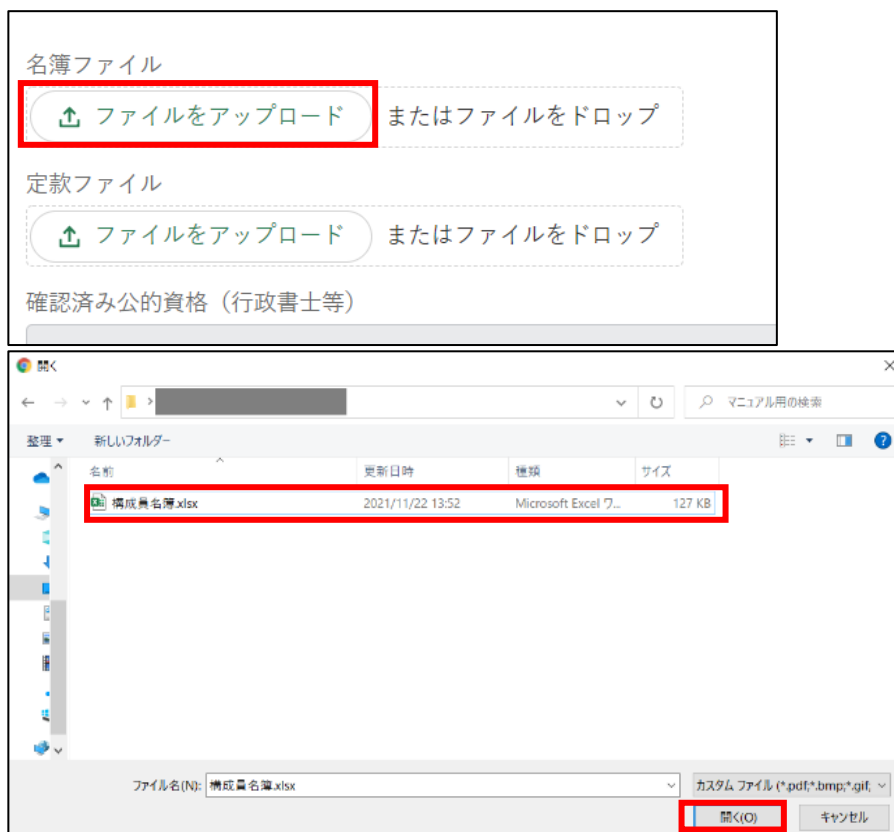 名簿ファイル
ファイルをアップロード または ファイルをドロップ
定款ファイル
ファイルをアップロード または ファイルをドロップ
確認済み公的資格（行政書士等）
開く
マニュアル用の検索
整理 新しいフォルダー
名前 更新日時 種類 サイズ
構成員名簿.xlsx 2021/11/22 13:52 Microsoft Excel ワ... 127 KB
ファイル名(N): 構成員名簿.xlsx カスタム ファイル (*.pdf;*.bmp;*.gif;
開く(O) キャンセル